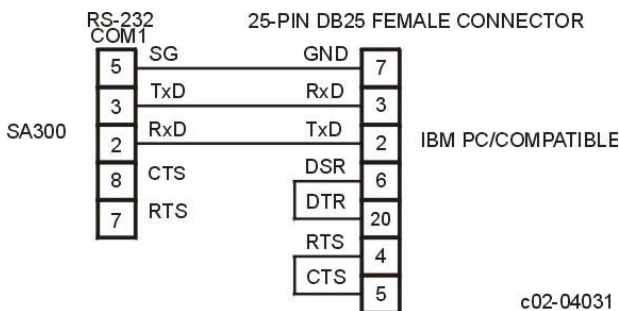 RS-232
COM1
25-PIN DB25 FEMALE CONNECTOR
5 SG GND 7
3 TxD RxD 3
SA300
2 RxD TxD 2
IBM PC/COMPATIBLE
8 CTS DSR 6
7 RTS DTR 20
RTS 4
CTS 5
c02-04031